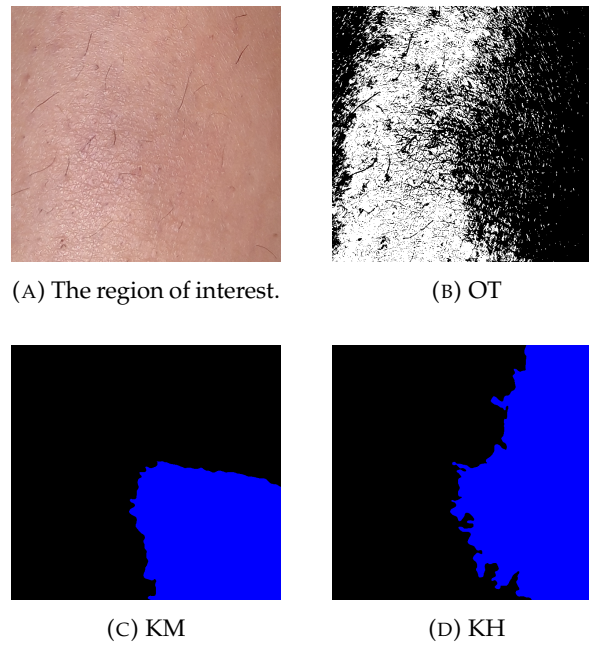 (A) The region of interest.
(B) OT
(C) KM
(D) KH